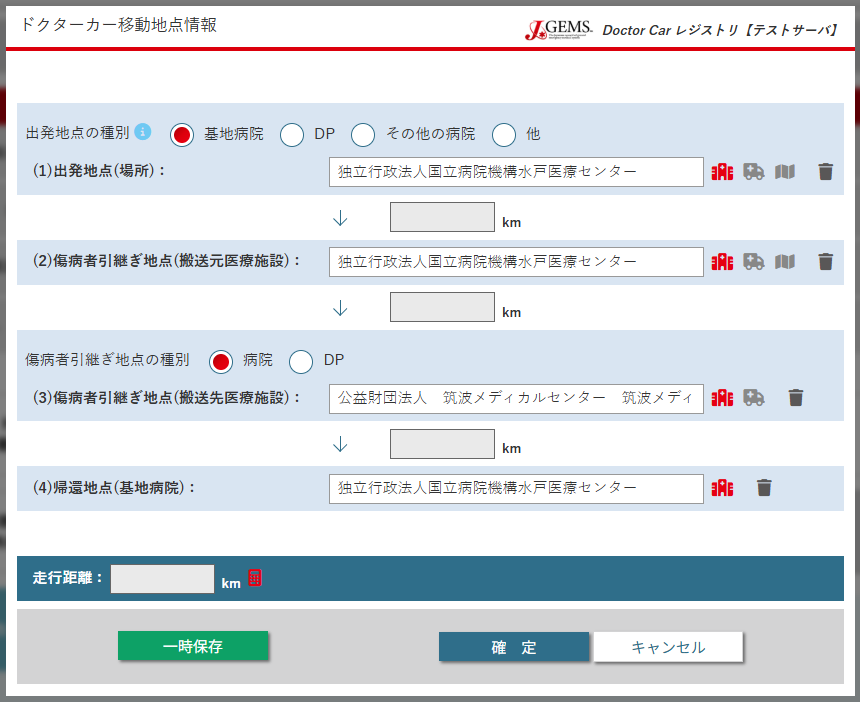 ドクターカー移動地点情報
JGEMS Doctor Car レジストリ【テストサーバ】
出発地点の種別 i 基地病院 DP その他の病院 他
(1)出発地点(場所)： 独立行政法人国立病院機構水戸医療センター
↓ km
(2)傷病者引継ぎ地点(搬送元医療施設)： 独立行政法人国立病院機構水戸医療センター
↓ km
傷病者引継ぎ地点の種別 病院 DP
(3)傷病者引継ぎ地点(搬送先医療施設)： 公益財団法人　筑波メディカルセンター　筑波メディ
↓ km
(4)帰還地点(基地病院)： 独立行政法人国立病院機構水戸医療センター
走行距離： km
一時保存 確　定 キャンセル